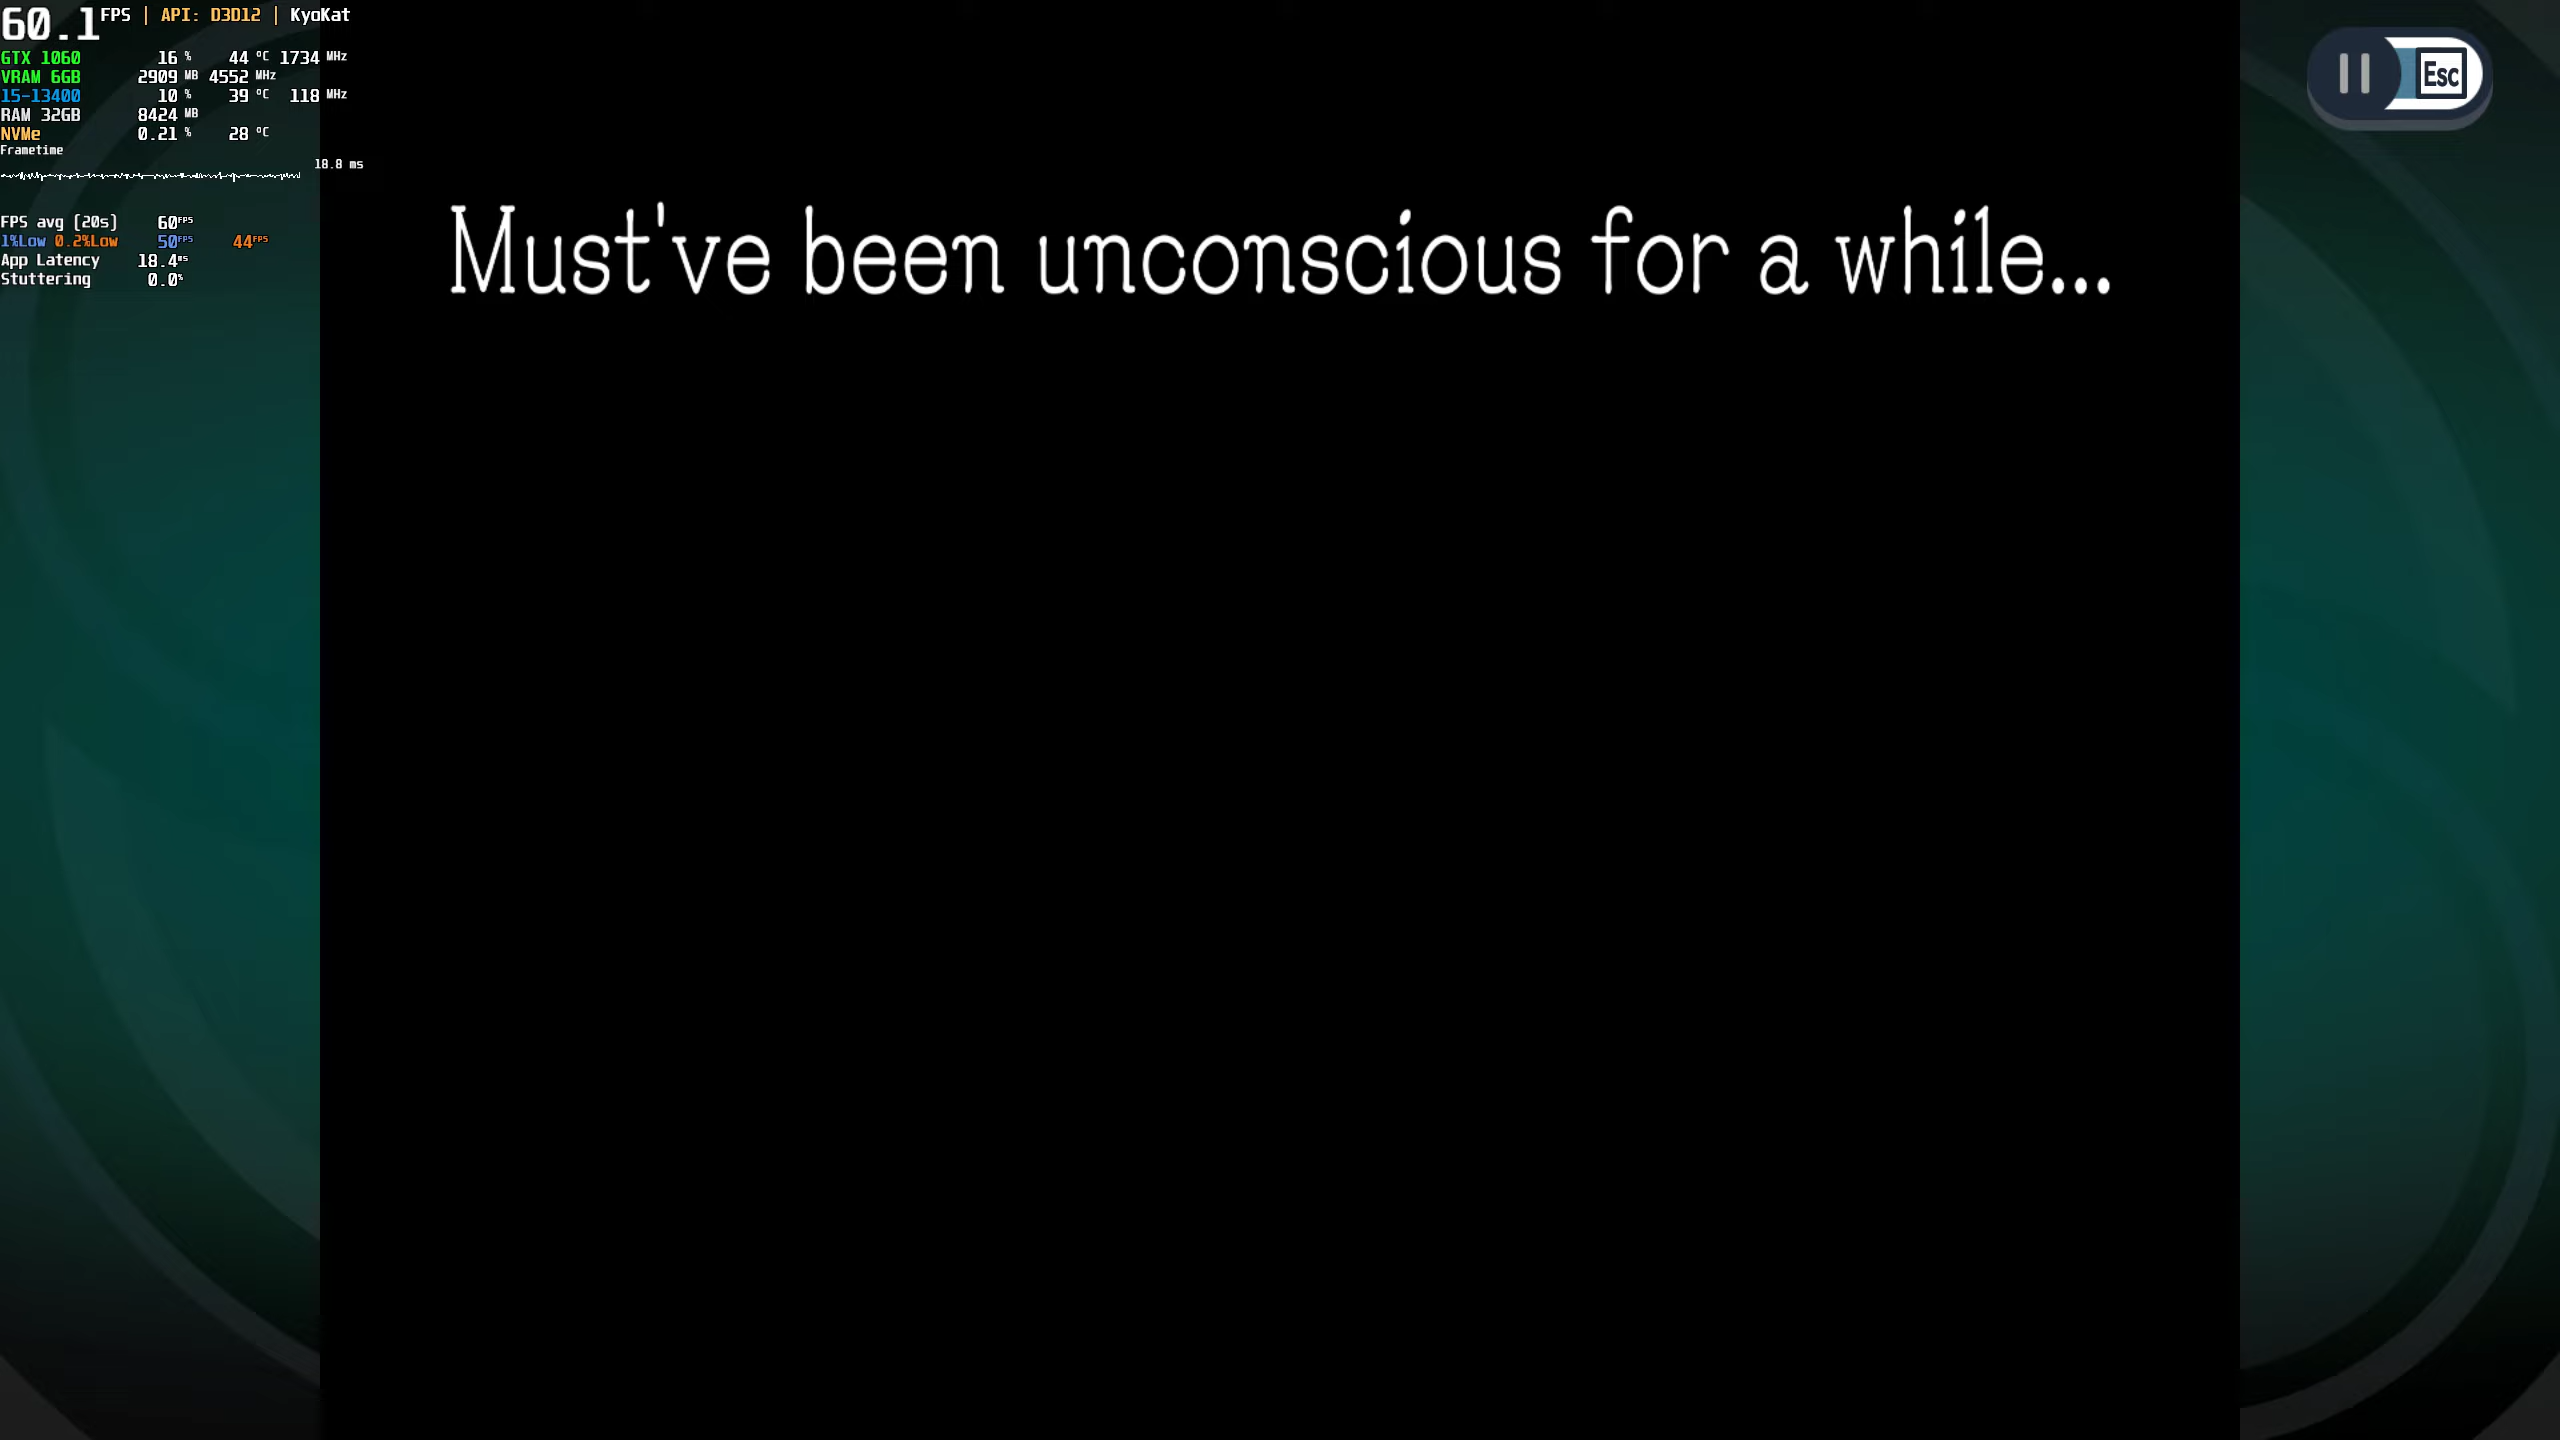 60.1 FPS | API: D3D12 | KyoKat
GTX 1060 16 % 44 °C 1734 MHz
VRAM 6GB 2909 MB 4552 MHz
i5-13400 10 % 39 °C 118 MHz
RAM 32GB 8424 MB
NVMe 0.21 % 28 °C
Frametime
18.8 ms
FPS avg [20s] 60 FPS
1%Low 0.2%Low 50 FPS 44 FPS
App Latency 18.4 ms
Stuttering 0.0 %
Esc
Must've been unconscious for a while...